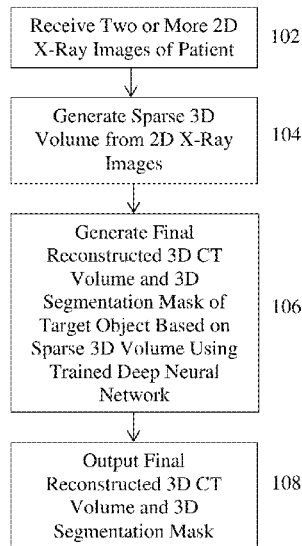 Receive Two or More 2D
X-Ray Images of Patient
102
Generate Sparse 3D
Volume from 2D X-Ray
Images
104
Generate Final
Reconstructed 3D CT
Volume and 3D
Segmentation Mask of
Target Object Based on
Sparse 3D Volume Using
Trained Deep Neural
Network
106
Output Final
Reconstructed 3D CT
Volume and 3D
Segmentation Mask
108